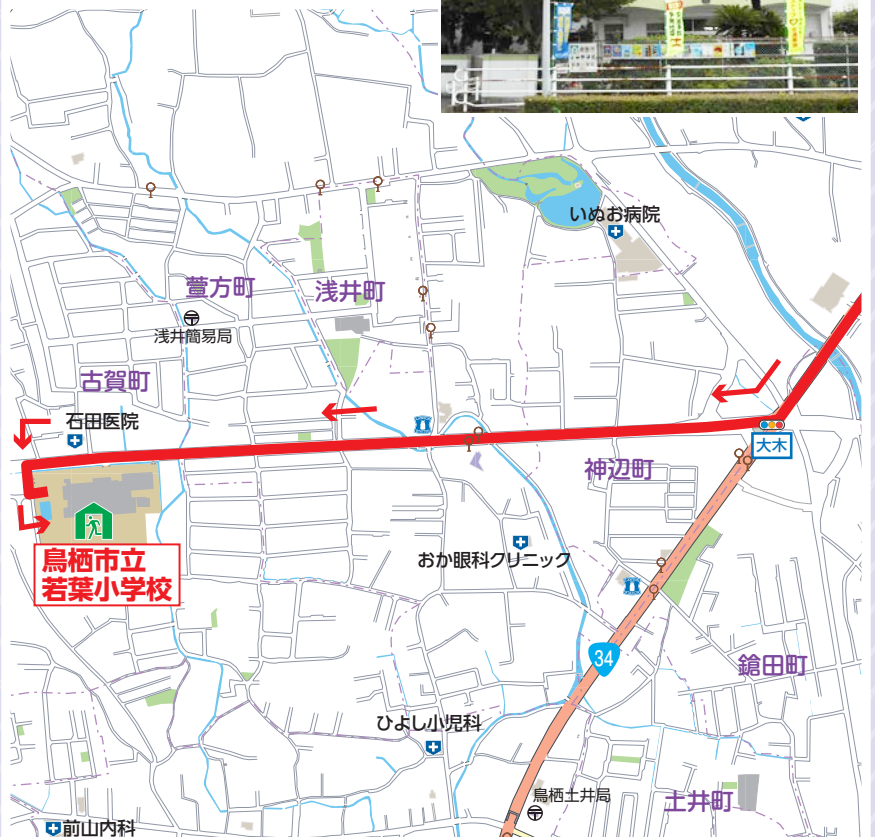 いぬお病院
萱方町
浅井町
浅井簡易局
古賀町
石田医院
大木
神辺町
鳥栖市立
若葉小学校
おか眼科クリニック
34
鎗田町
ひよし小児科
鳥栖土井局
土井町
前山内科